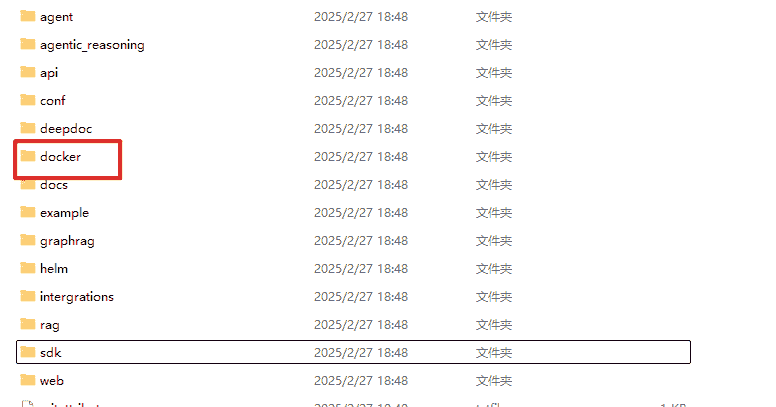 agent 2025/2/27 18:48 文件夹
agentic_reasoning 2025/2/27 18:48 文件夹
api 2025/2/27 18:48 文件夹
conf 2025/2/27 18:48 文件夹
deepdoc 2025/2/27 18:48 文件夹
docker 2025/2/27 18:48 文件夹
docs 2025/2/27 18:48 文件夹
example 2025/2/27 18:48 文件夹
graphrag 2025/2/27 18:48 文件夹
helm 2025/2/27 18:48 文件夹
intergrations 2025/2/27 18:48 文件夹
rag 2025/2/27 18:48 文件夹
sdk 2025/2/27 18:48 文件夹
web 2025/2/27 18:48 文件夹